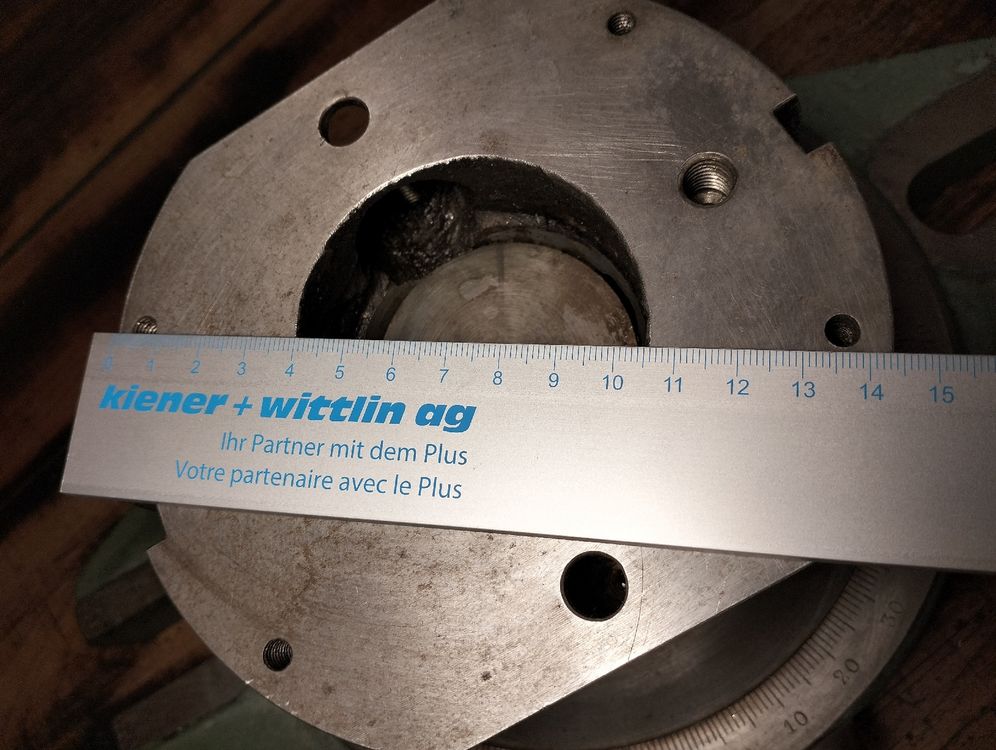 0 1 2 3 4 5 6 7 8 9 10 11 12 13 14 15
kiener + wittlin ag
Ihr Partner mit dem Plus
Votre partenaire avec le Plus
30
20
10